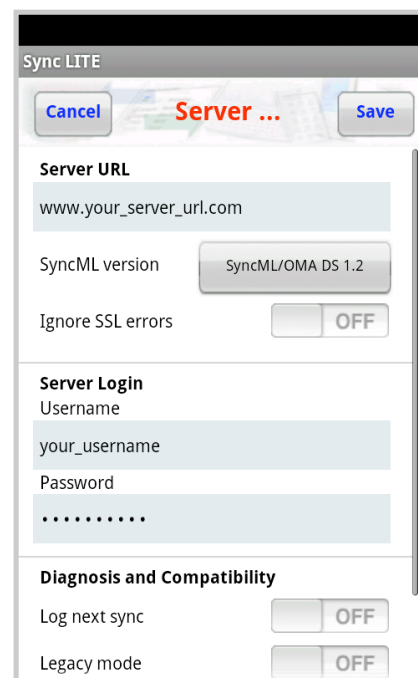 Sync LITE
Cancel Server ... Save
Server URL
www.your_server_url.com
SyncML version SyncML/OMA DS 1.2
Ignore SSL errors OFF
Server Login
Username
your_username
Password
••••••••••
Diagnosis and Compatibility
Log next sync OFF
Legacy mode OFF